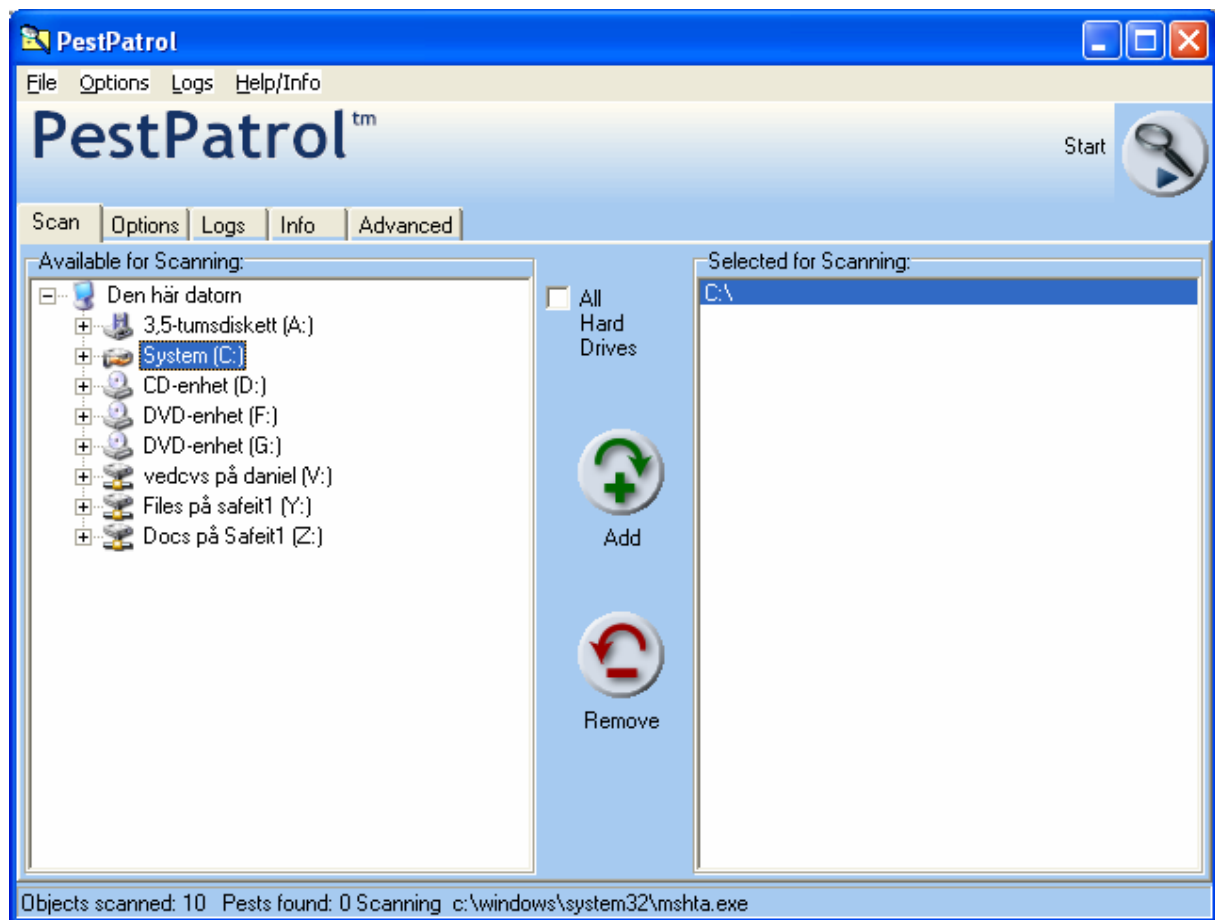 PestPatrol
File Options Logs Help/Info
PestPatrol tm
Start
Scan Options Logs Info Advanced
Available for Scanning:
Den här datorn
3,5-tumsdiskett (A:)
System (C:)
CD-enhet (D:)
DVD-enhet (F:)
DVD-enhet (G:)
vedcvs på daniel (V:)
Files på safeit1 (Y:)
Docs på Safeit1 (Z:)
All
Hard
Drives
Add
Remove
Selected for Scanning:
C:\
Objects scanned: 10 Pests found: 0 Scanning c:\windows\system32\mshta.exe